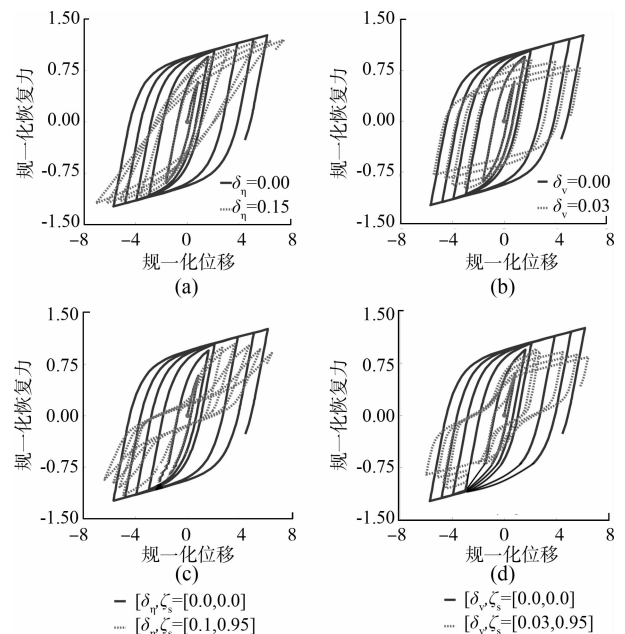 1.50
0.75
0.00
-0.75
-1.50
规一化恢复力
δη=0.00
δη=0.15
−8 −4 0 4 8
规一化位移
(a)
1.50
0.75
0.00
-0.75
-1.50
规一化恢复力
δv=0.00
δv=0.03
−8 −4 0 4 8
规一化位移
(b)
1.50
0.75
0.00
-0.75
-1.50
规一化恢复力
−8 −4 0 4 8
规一化位移
(c)
[δη,ζs=[0.0,0.0]
[δη,ζs=[0.1,0.95]
1.50
0.75
0.00
-0.75
-1.50
规一化恢复力
−8 −4 0 4 8
规一化位移
(d)
[δv,ζs=[0.0,0.0]
[δv,ζs=[0.03,0.95]